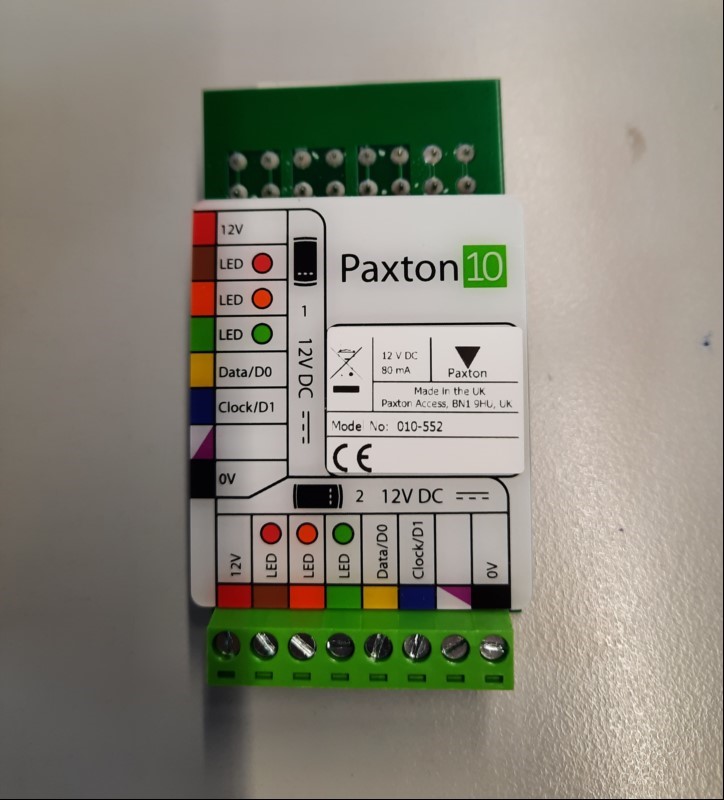 12V
LED
LED
LED
Data/D0
Clock/D1
0V
1 12V DC
Paxton 10
12 V DC
80 mA
Paxton
Made in the UK
Paxton Access, BN1 9HU, UK
Mode No: 010-552
CE
2 12V DC
12V
LED
LED
LED
Data/D0
Clock/D1
0V